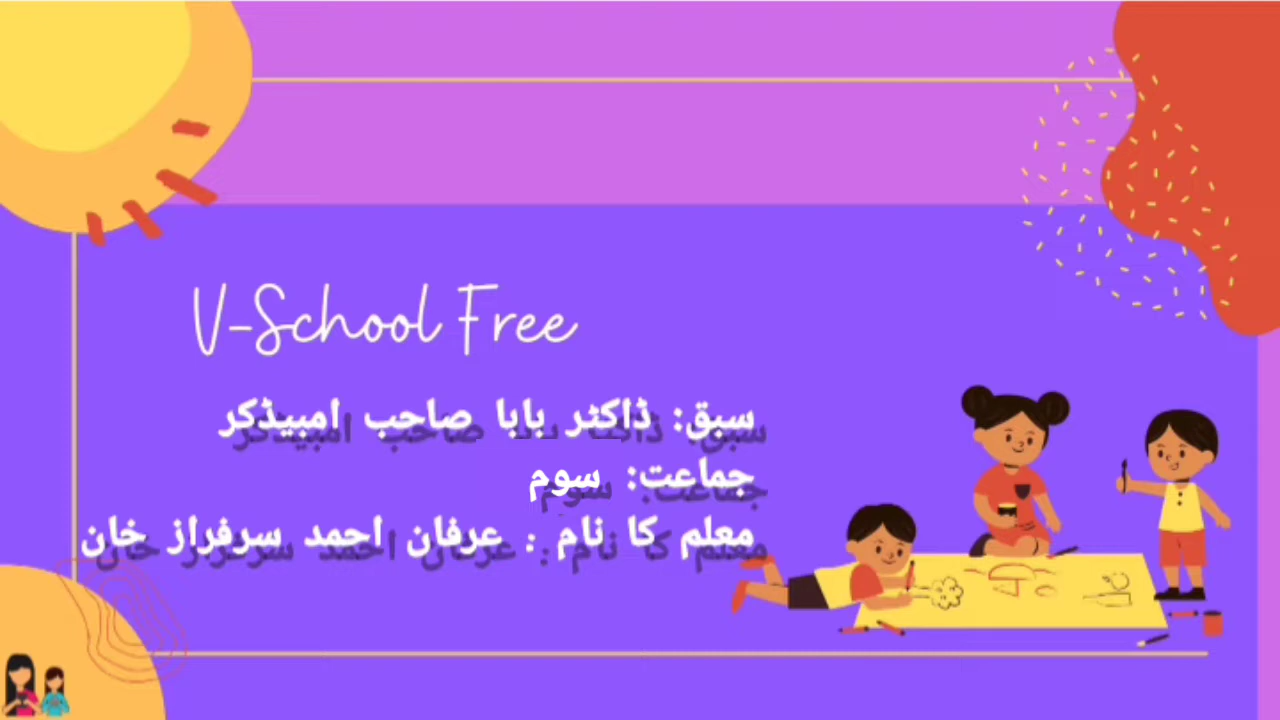 V-School Free
سبق: ڈاکٹر بابا صاحب امبیڈکر
جماعت: سوم
معلم کا نام : عرفان احمد سرفراز خان